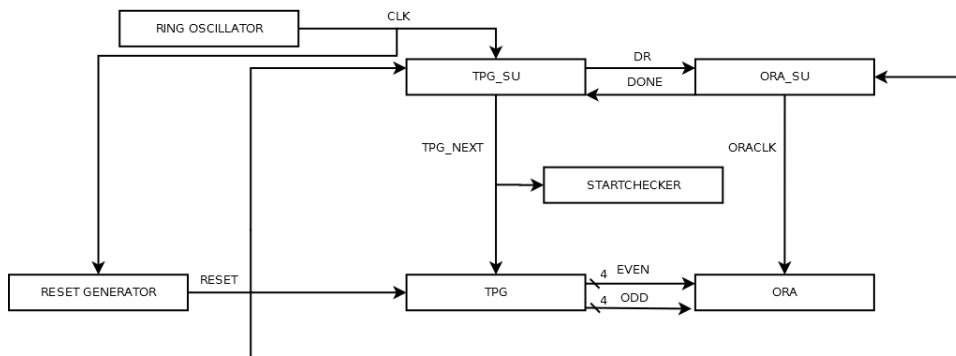 CLK
RING OSCILLATOR
DR
TPG_SU
ORA_SU
DONE
TPG_NEXT
ORACLK
STARTCHECKER
RESET
4
EVEN
RESET GENERATOR
TPG
ORA
4
ODD